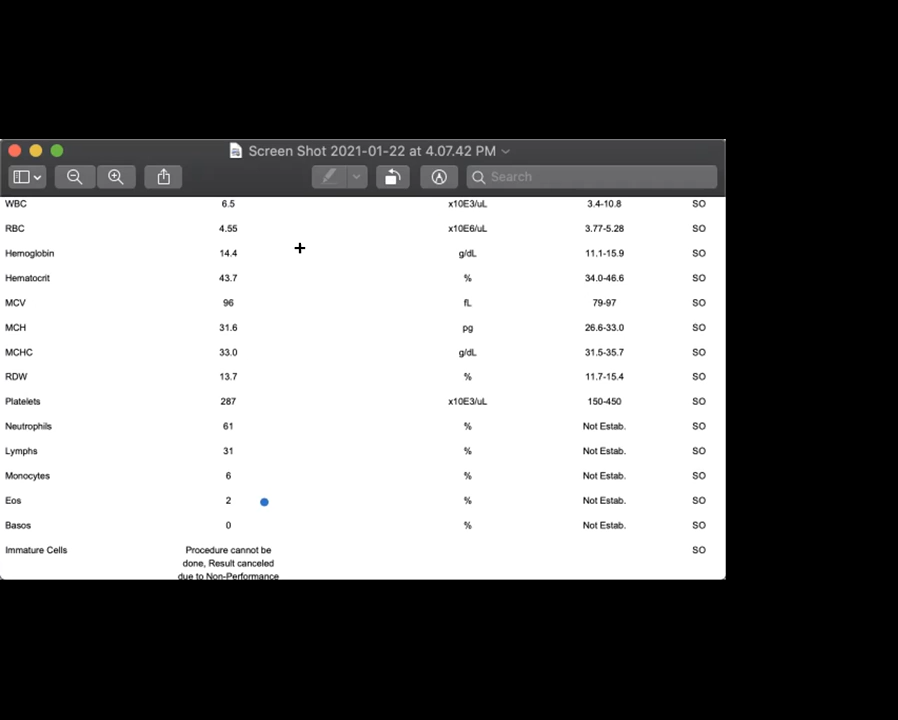 Screen Shot 2021-01-22 at 4.07.42 PM
Search
WBC 6.5 x10E3/uL 3.4-10.8 SO
RBC 4.55 x10E6/uL 3.77-5.28 SO
Hemoglobin 14.4 g/dL 11.1-15.9 SO
Hematocrit 43.7 % 34.0-46.6 SO
MCV 96 fL 79-97 SO
MCH 31.6 pg 26.6-33.0 SO
MCHC 33.0 g/dL 31.5-35.7 SO
RDW 13.7 % 11.7-15.4 SO
Platelets 287 x10E3/uL 150-450 SO
Neutrophils 61 % Not Estab. SO
Lymphs 31 % Not Estab. SO
Monocytes 6 % Not Estab. SO
Eos 2 % Not Estab. SO
Basos 0 % Not Estab. SO
Immature Cells Procedure cannot be SO
done, Result canceled
due to Non-Performance